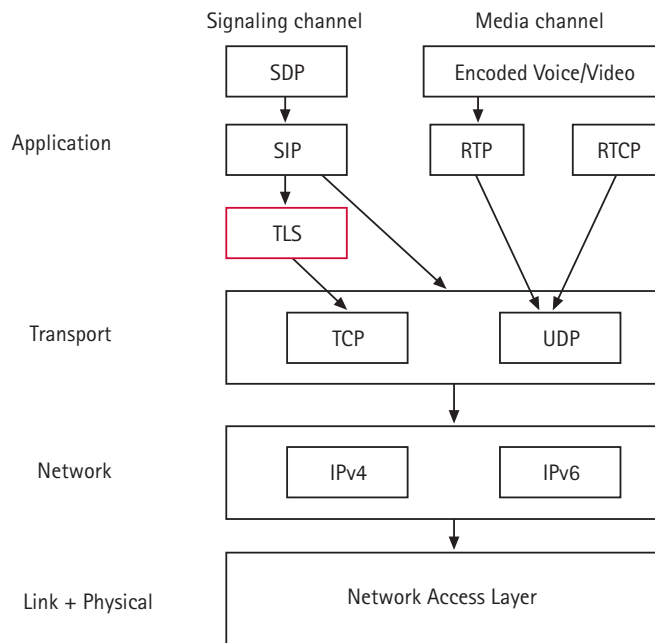 Signaling channel
Media channel
SDP
Encoded Voice/Video
Application
SIP
RTP
RTCP
TLS
Transport
TCP
UDP
Network
IPv4
IPv6
Link + Physical
Network Access Layer